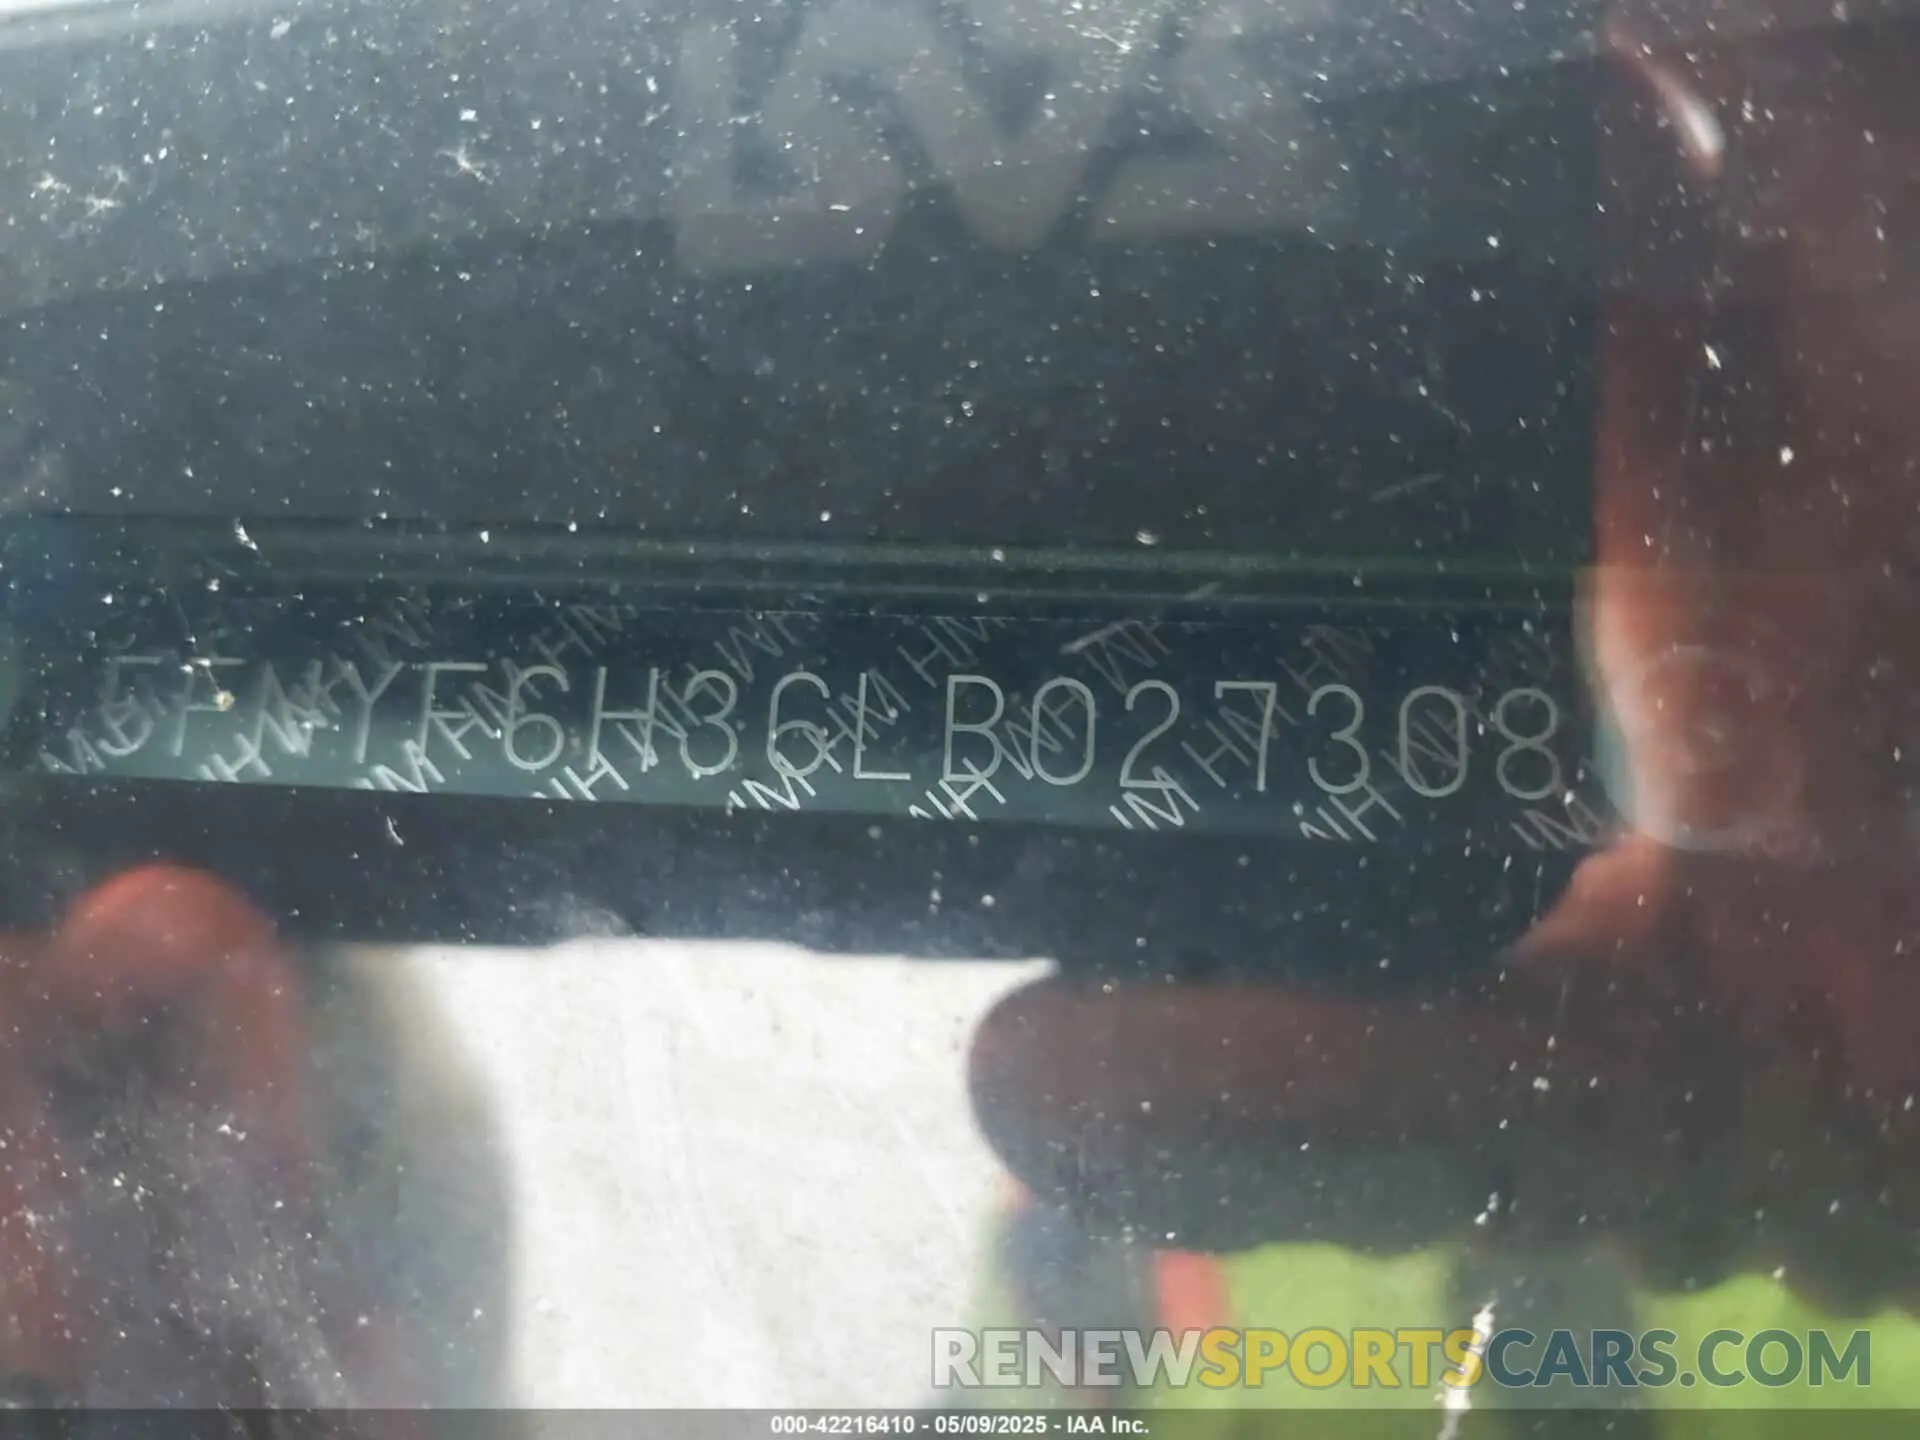 5FNYF6H36LB027308
RENEWSPORTSCARS.COM
000-42216410 - 05/09/2025 - IAA Inc.